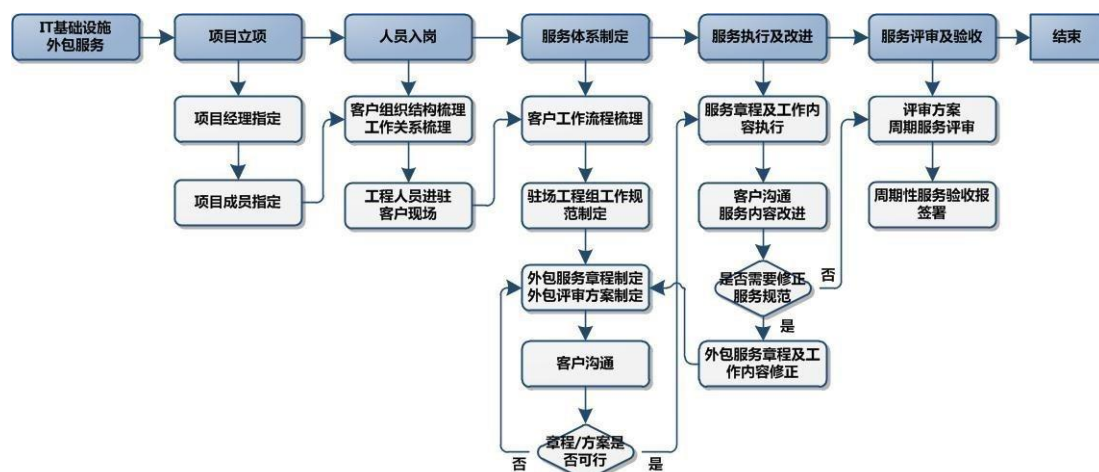 IT基础设施
外包服务
项目立项
人员入岗
服务体系制定
服务执行及改进
服务评审及验收
结束
项目经理指定
项目成员指定
客户组织结构梳理
工作关系梳理
工程人员进驻
客户现场
客户工作流程梳理
驻场工程组工作规
范制定
外包服务章程制定
外包评审方案制定
客户沟通
章程/方案是
否可行
否
是
服务章程及工作内
容执行
客户沟通
服务内容改进
是否需要修正
服务规范
否
是
外包服务章程及工
作内容修正
评审方案
周期服务评审
周期性服务验收报
签署